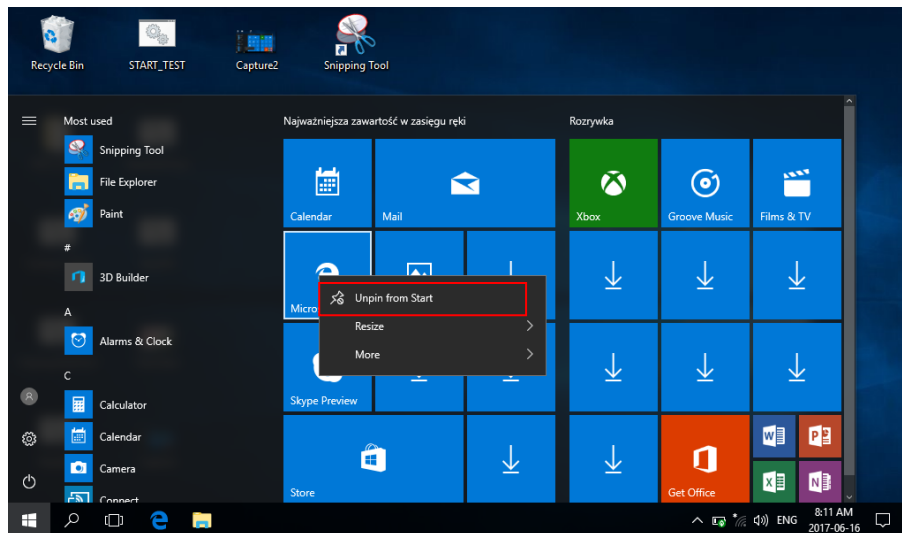 Recycle Bin
START_TEST
Capture2
Snipping Tool
Most used
Snipping Tool
File Explorer
Paint
#
3D Builder
A
Alarms & Clock
C
Calculator
Calendar
Camera
Connect
Najważniejsza zawartość w zasięgu ręki
Calendar
Mail
Micro
Unpin from Start
Resize
More
Skype Preview
Store
Rozrywka
Xbox
Groove Music
Films & TV
Get Office
ENG
8:11 AM
2017-06-16